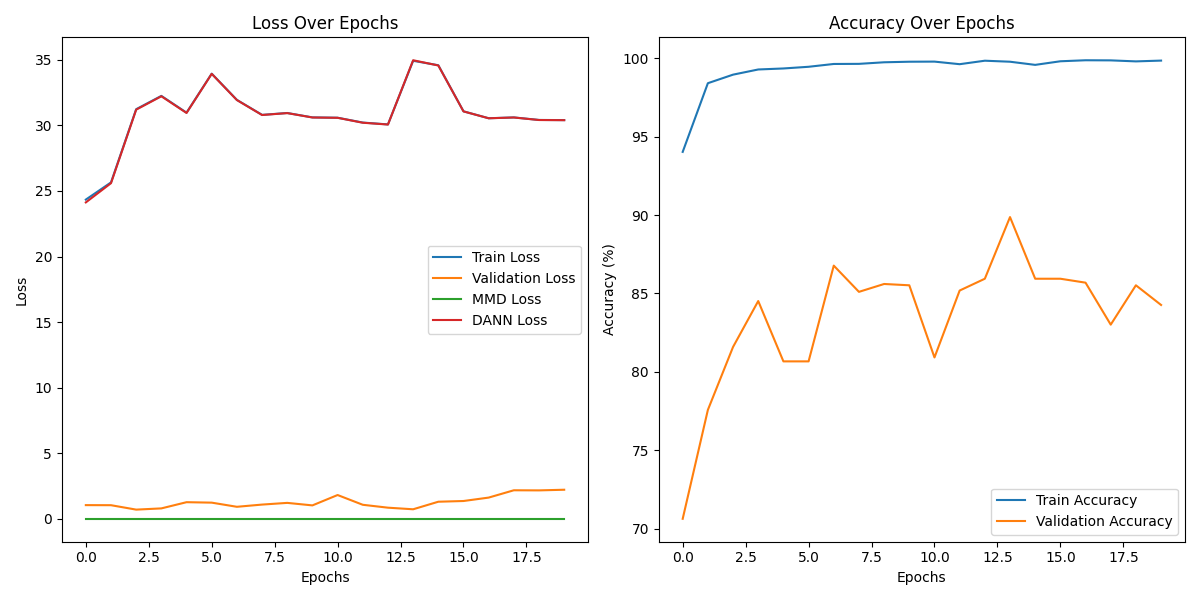 Loss Over Epochs
35
30
25
20
15
10
5
0
Loss
0.0 2.5 5.0 7.5 10.0 12.5 15.0 17.5
Epochs
Train Loss
Validation Loss
MMD Loss
DANN Loss
Accuracy Over Epochs
100
95
90
85
80
75
70
Accuracy (%)
0.0 2.5 5.0 7.5 10.0 12.5 15.0 17.5
Epochs
Train Accuracy
Validation Accuracy